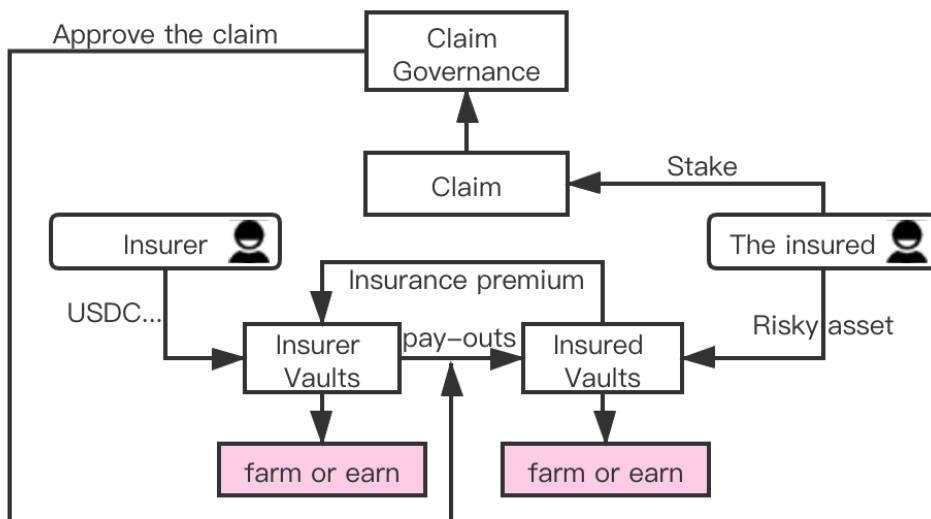 Approve the claim
Claim
Governance
Claim
Stake
Insurer
The insured
Insurance premium
USDC...
Risky asset
pay-outs
Insurer
Vaults
Insured
Vaults
farm or earn
farm or earn